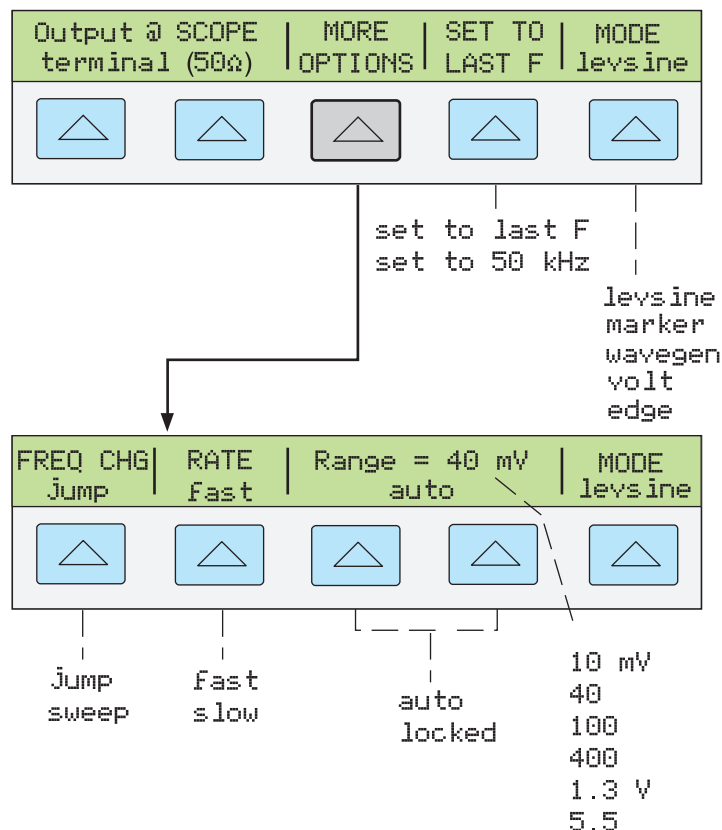 Output @ SCOPE terminal (50Ω)
MORE OPTIONS
SET TO LAST F
MODE levsine
set to last F
set to 50 kHz
levsine
marker
wavegen
volt
edge
FREQ CHG jump
RATE fast
Range = 40 mV auto
MODE levsine
jump
sweep
fast
slow
auto
locked
10 mV
40
100
400
1.3 V
5.5